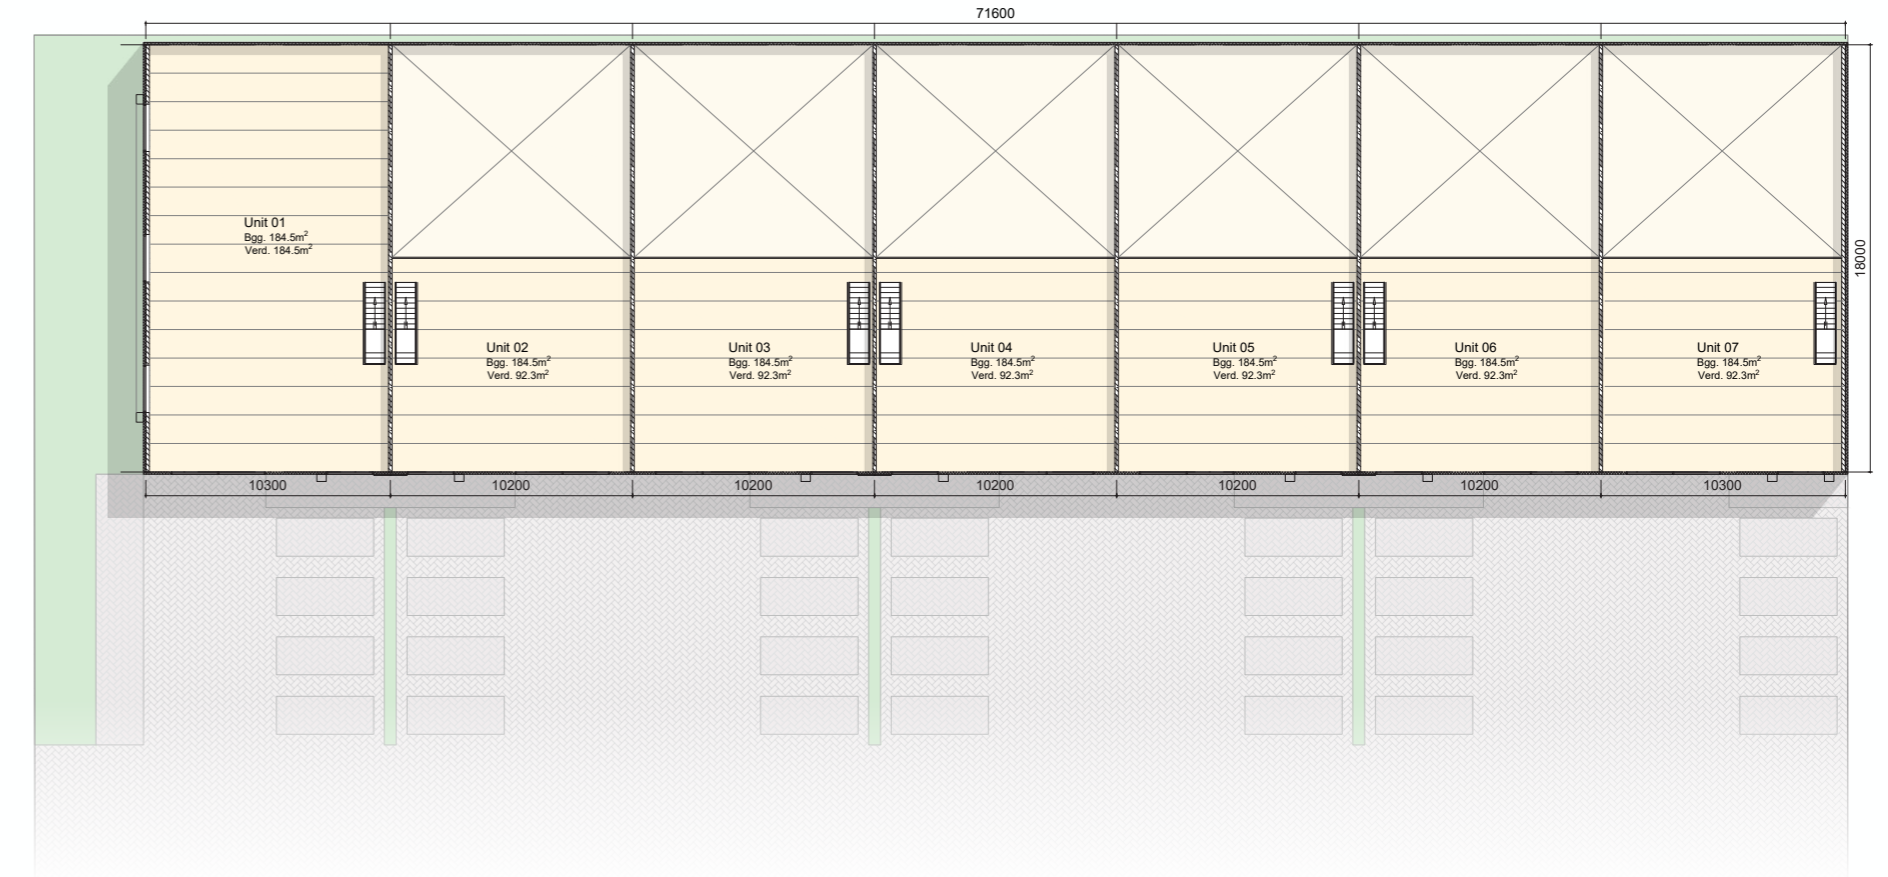 71600
18000
Unit 01
Bgg. 184.5m²
Verd. 184.5m²
Unit 02
Bgg. 184.5m²
Verd. 92.3m²
Unit 03
Bgg. 184.5m²
Verd. 92.3m²
Unit 04
Bgg. 184.5m²
Verd. 92.3m²
Unit 05
Bgg. 184.5m²
Verd. 92.3m²
Unit 06
Bgg. 184.5m²
Verd. 92.3m²
Unit 07
Bgg. 184.5m²
Verd. 92.3m²
10300
10200
10200
10200
10200
10200
10300